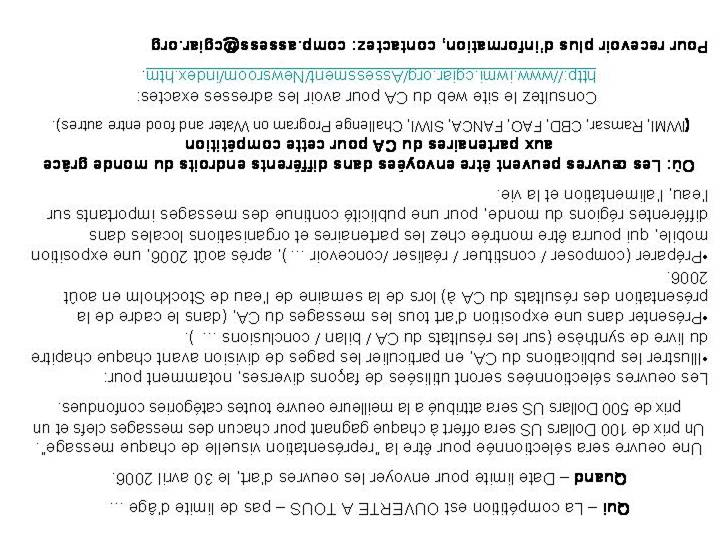 Qui – La compétition est OUVERTE A TOUS – pas de limite d'âge ...
Quand – Date limite pour envoyer les oeuvres d'art, le 30 avril 2006.
Une oeuvre sera sélectionnée pour être la "représentation visuelle de chaque message".
Un prix de 100 Dollars US sera offert à chaque gagnant pour chacun des messages clefs et un
prix de 500 Dollars US sera attribué a la meilleure oeuvre toutes catégories confondues.
Les oeuvres sélectionnées seront utilisées de façons diverses, notamment pour:
•Illustrer les publications du CA, en particulier les pages de division avant chaque chapitre
du livre de synthèse (sur les résultats du CA / bilan / conclusions ... ).
•Présenter dans une exposition d'art tous les messages du CA, (dans le cadre de la
présentation des résultats du CA à) lors de la semaine de l'eau de Stockholm en août
2006.
•Préparer (composer / constituer / réaliser /concevoir ... ), après août 2006, une exposition
mobile, qui pourra être montrée chez les partenaires et organisations locales dans
différentes régions du monde, pour une publicité continue des messages importants sur
l'eau, l'alimentation et la vie.
Où: Les œuvres peuvent être envoyées dans différents endroits du monde grâce
aux partenaires du CA pour cette compétition
(IWMI, Ramsar, CBD, FAO, FANCA, SIWI, Challenge Program on Water and food entre autres).
Consultez le site web du CA pour avoir les adresses exactes:
http://www.iwmi.cgiar.org/Assessment/Newsroom/index.htm.
Pour recevoir plus d'information, contactez: comp.assess@cgiar.org